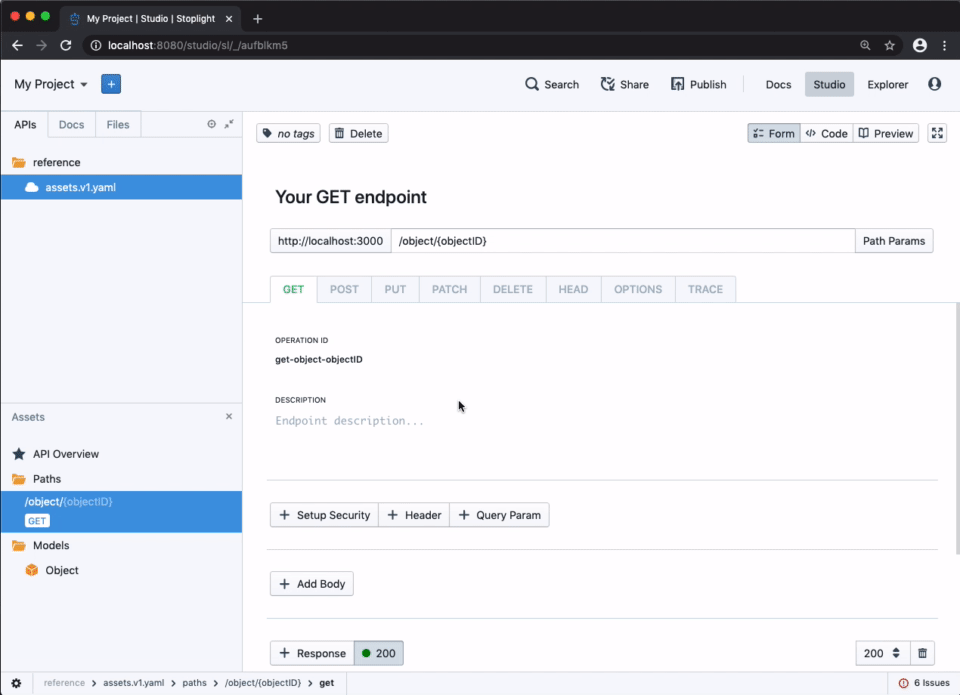 My Project | Studio | Stoplight
localhost:8080/studio/sl/_/aufblkm5
My Project
Search
Share
Publish
Docs
Studio
Explorer
APIs
Docs
Files
no tags
Delete
Form
Code
Preview
reference
assets.v1.yaml
Your GET endpoint
http://localhost:3000
/object/{objectID}
Path Params
GET
POST
PUT
PATCH
DELETE
HEAD
OPTIONS
TRACE
OPERATION ID
get-object-objectID
DESCRIPTION
Endpoint description...
Assets
API Overview
Paths
/object/{objectID}
GET
Models
Object
Setup Security
Header
Query Param
Add Body
Response
200
200
reference > assets.v1.yaml > paths > /object/{objectID} > get
6 Issues